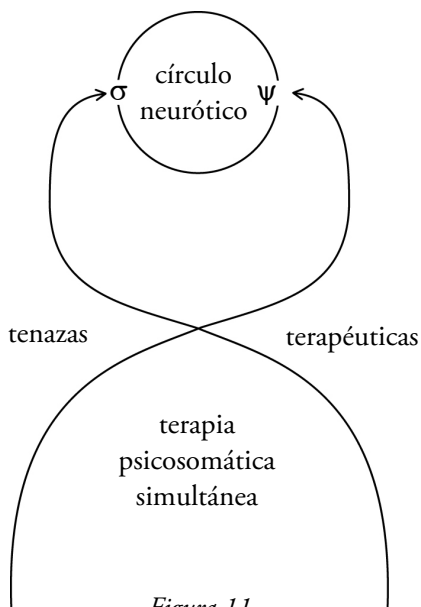 círculo
σ ψ
neurótico
tenazas terapéuticas
terapia
psicosomática
simultánea
Figura 11